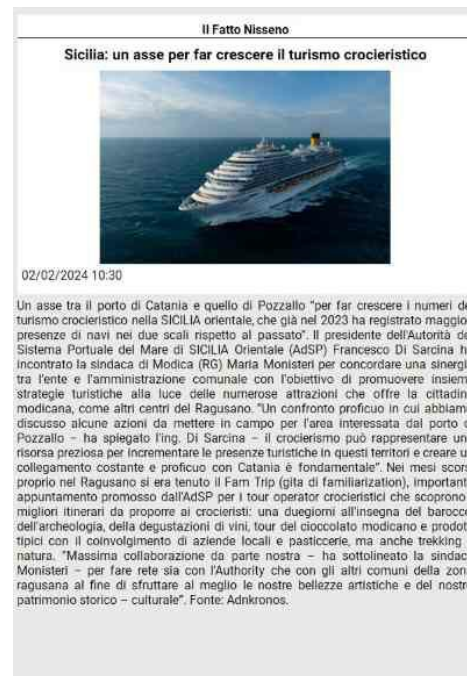 Il Fatto Nisseno
Sicilia: un asse per far crescere il turismo crocieristico
02/02/2024 10:30
Un asse tra il porto di Catania e quello di Pozzallo "per far crescere i numeri de
turismo crocieristico nella SICILIA orientale, che già nel 2023 ha registrato maggio
presenze di navi nei due scali rispetto al passato". Il presidente dell'Autorità de
Sistema Portuale del Mare di SICILIA Orientale (AdSP) Francesco Di Sarcina h
incontrato la sindaca di Modica (RG) Maria Monisteri per concordare una sinergi
tra l'ente e l'amministrazione comunale con l'obiettivo di promuovere insiem
strategie turistiche alla luce delle numerose attrazioni che offre la cittadin
modicana, come altri centri del Ragusano. "Un confronto proficuo in cui abbiam
discusso alcune azioni da mettere in campo per l'area interessata dal porto d
Pozzallo – ha spiegato l'ing. Di Sarcina – il crocierismo può rappresentare un
risorsa preziosa per incrementare le presenze turistiche in questi territori e creare u
collegamento costante e proficuo con Catania è fondamentale". Nei mesi scors
proprio nel Ragusano si era tenuto il Fam Trip (gita di familiarization), important
appuntamento promosso dall'AdSP per i tour operator crocieristici che scoprono
migliori itinerari da proporre ai crocieristi: una duegiorni all'insegna del barocc
dell'archeologia, della degustazioni di vini, tour del cioccolato modicano e prodot
tipici con il coinvolgimento di aziende locali e pasticcerie, ma anche trekking
natura. "Massima collaborazione da parte nostra – ha sottolineato la sindac
Monisteri – per fare rete sia con l'Authority che con gli altri comuni della zon
ragusana al fine di sfruttare al meglio le nostre bellezze artistiche e del nostr
patrimonio storico – culturale". Fonte: Adnkronos.